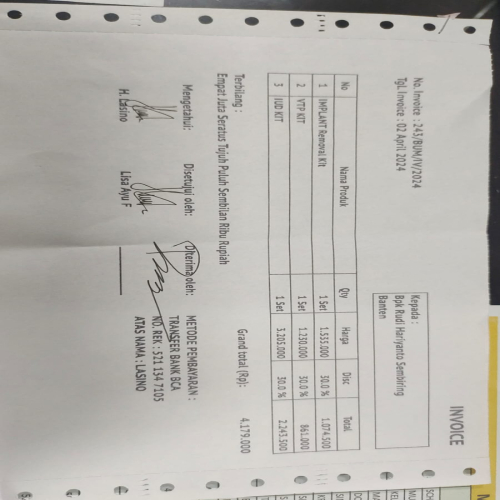 INVOICE
No. Invoice : 243/BUM/IV/2024
Tgl. Invoice : 02 April 2024
Kepada :
Bpk Rudi Hariyanto Sembiring
Banten
No Nama Produk Qty Harga Disc Total
1 IMPLANT Removal Kit 1 Set 1.535.000 30.0 % 1.074.500
2 VTP KIT 1 Set 1.230.000 30.0 % 861.000
3 IUD KIT 1 Set 3.205.000 30.0 % 2.243.500
Grand total (Rp): 4.179.000
Terbilang :
Empat Juta Seratus Tujuh Puluh Sembilan Ribu Rupiah
Mengetahui: Disetujui oleh: Diterima oleh:
H. Lasino Lisa Ayu F
METODE PEMBAYARAN :
TRANSFER BANK BCA
NO. REK : 521 134 7105
ATAS NAMA : LASINO